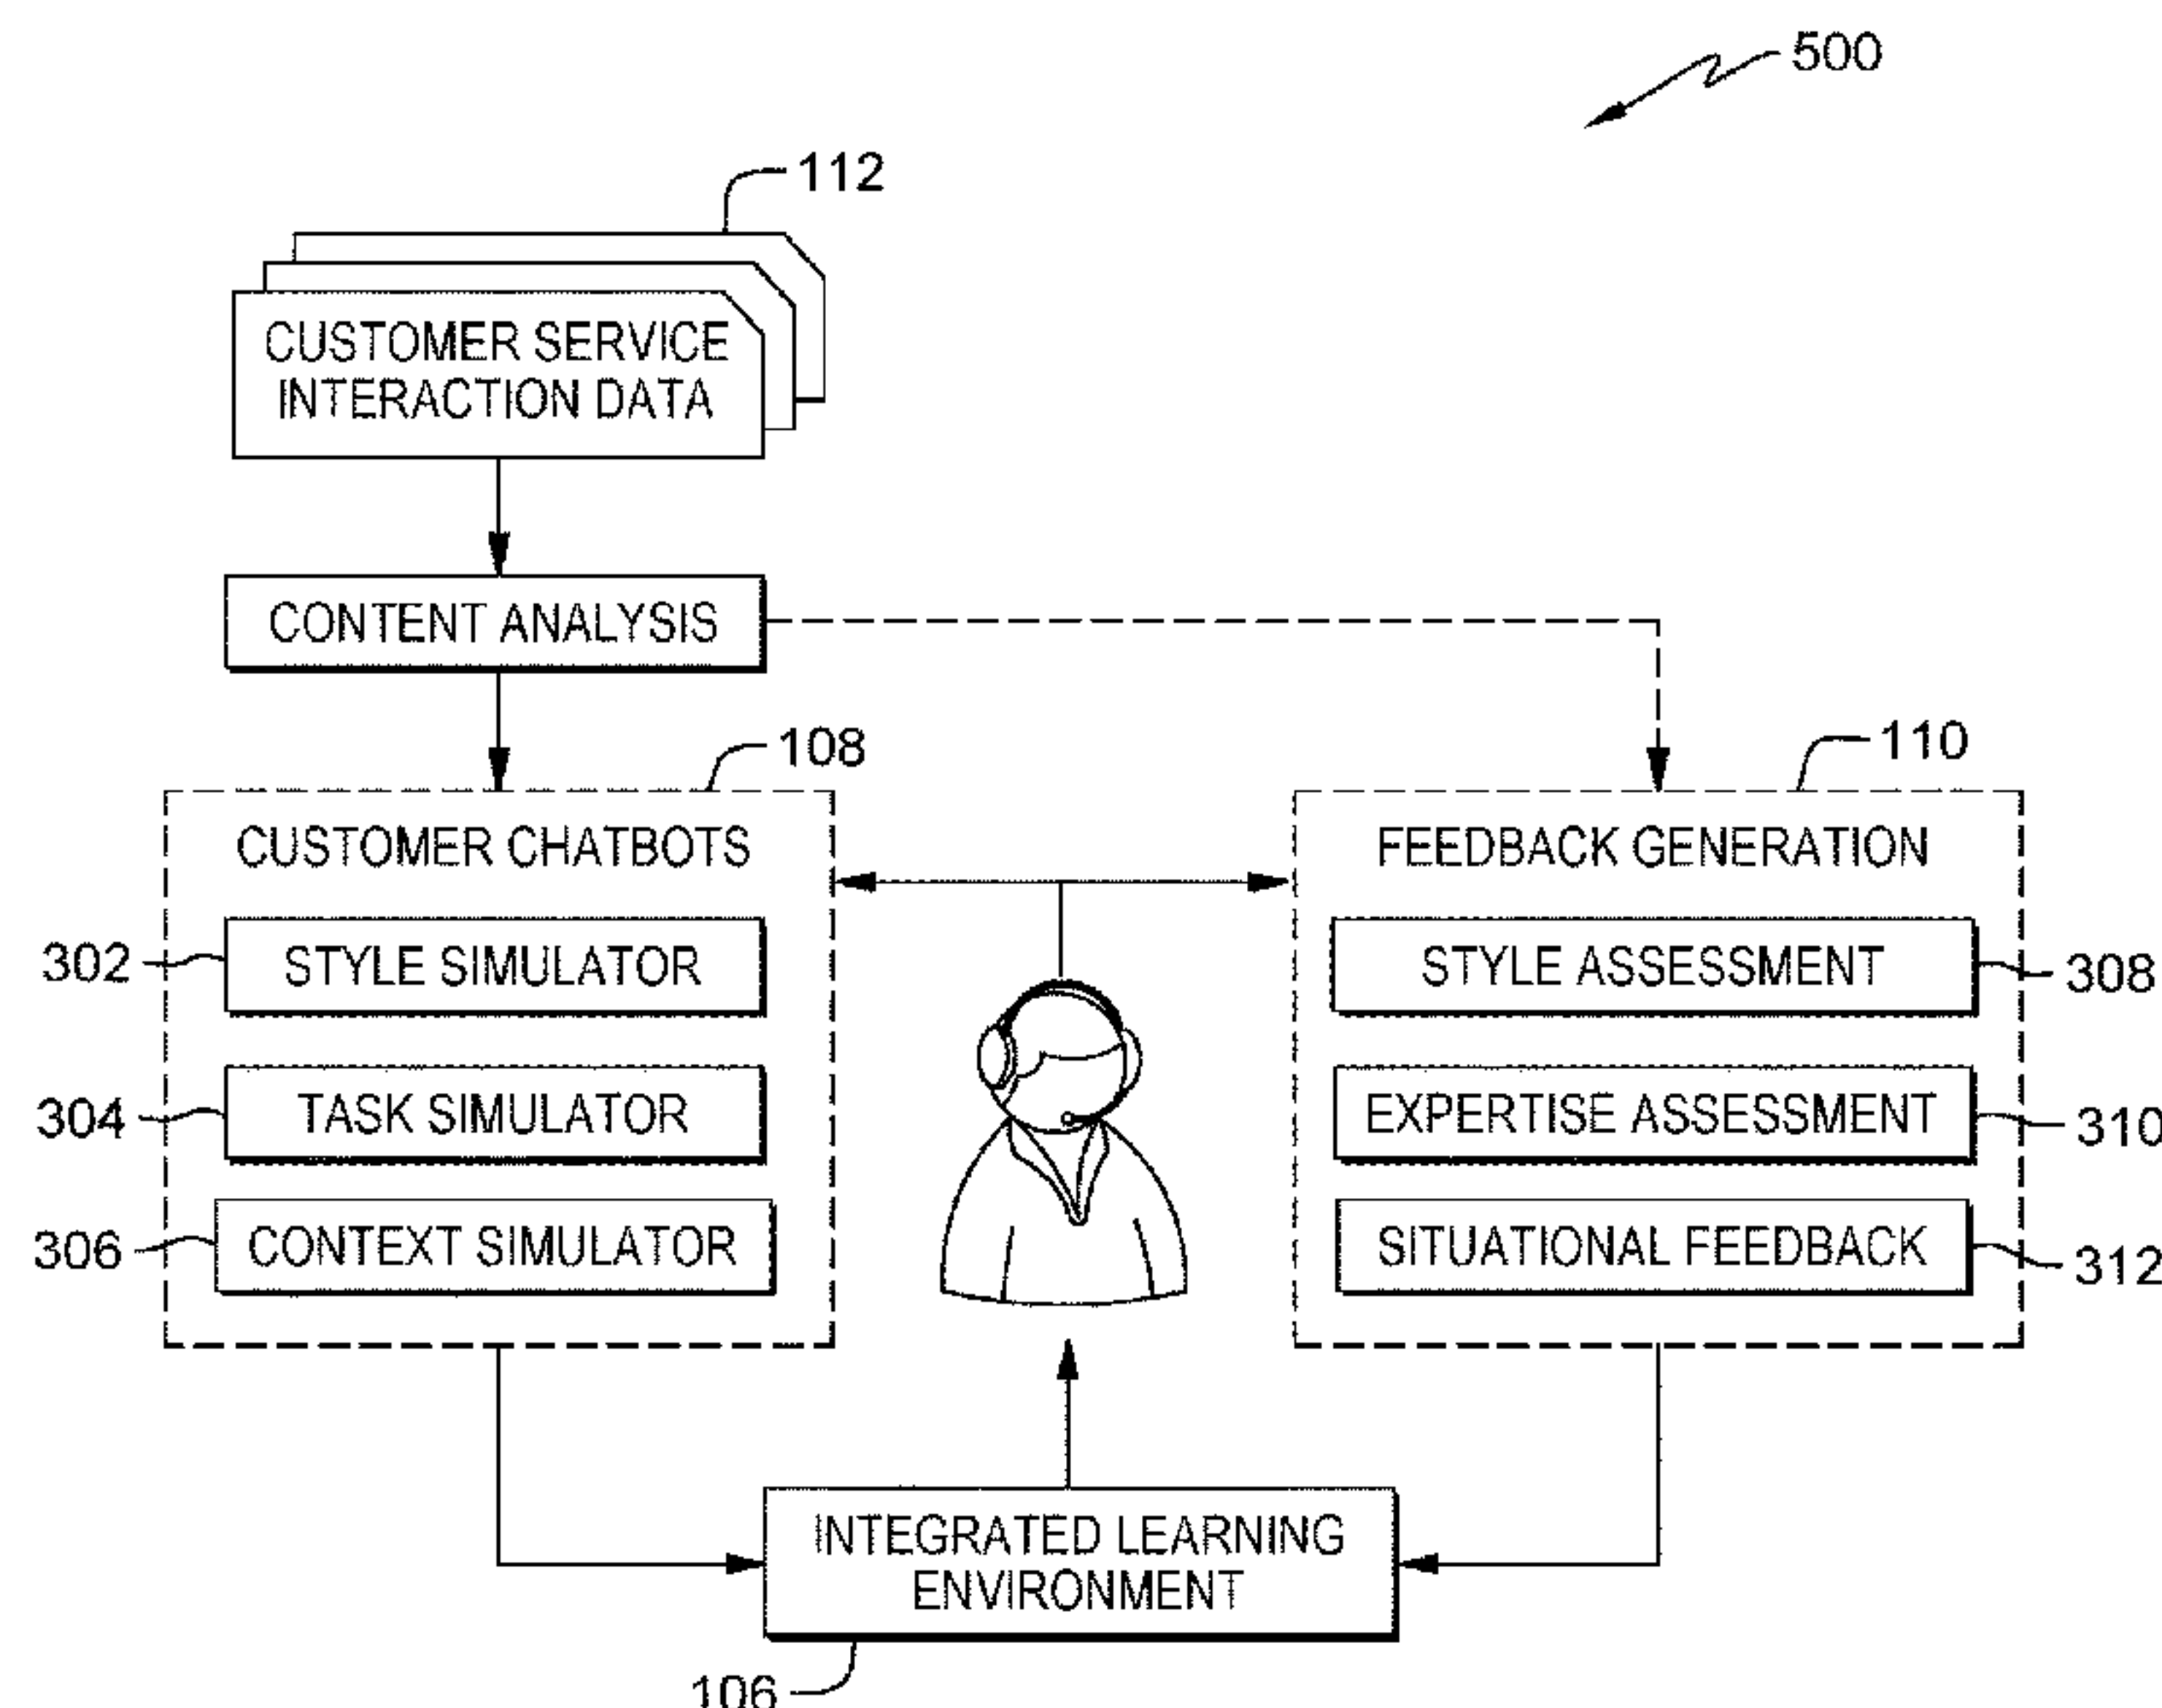 500
112
CUSTOMER SERVICE
INTERACTION DATA
CONTENT ANALYSIS
108
110
CUSTOMER CHATBOTS
FEEDBACK GENERATION
302
STYLE SIMULATOR
STYLE ASSESSMENT
308
304
TASK SIMULATOR
EXPERTISE ASSESSMENT
310
306
CONTEXT SIMULATOR
SITUATIONAL FEEDBACK
312
INTEGRATED LEARNING
ENVIRONMENT
106